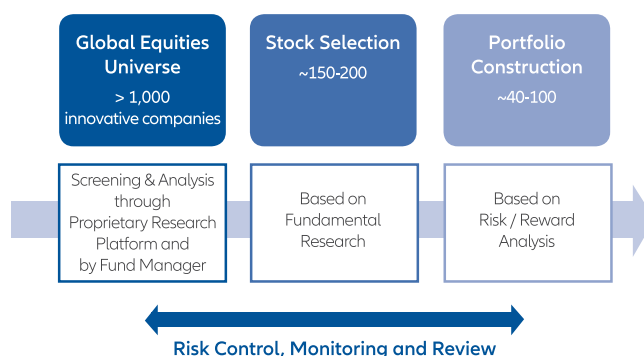 Global Equities
Universe
> 1,000
innovative companies
Stock Selection
~150-200
Portfolio
Construction
~40-100
Screening & Analysis
through
Proprietary Research
Platform and
by Fund Manager
Based on
Fundamental
Research
Based on
Risk / Reward
Analysis
Risk Control, Monitoring and Review